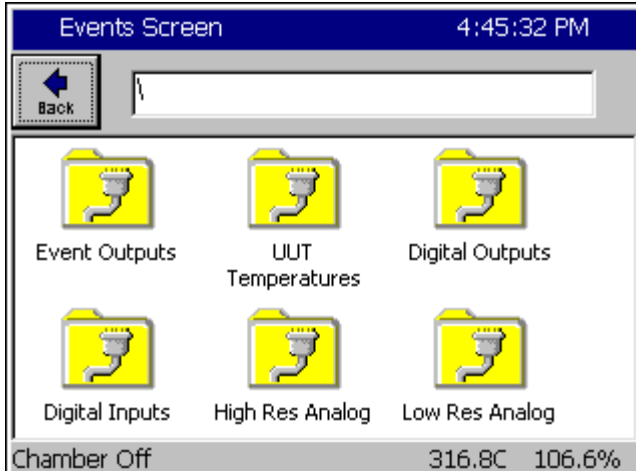 Events Screen 4:45:32 PM
Back
\
Event Outputs
UUT
Temperatures
Digital Outputs
Digital Inputs
High Res Analog
Low Res Analog
Chamber Off 316.8C 106.6%